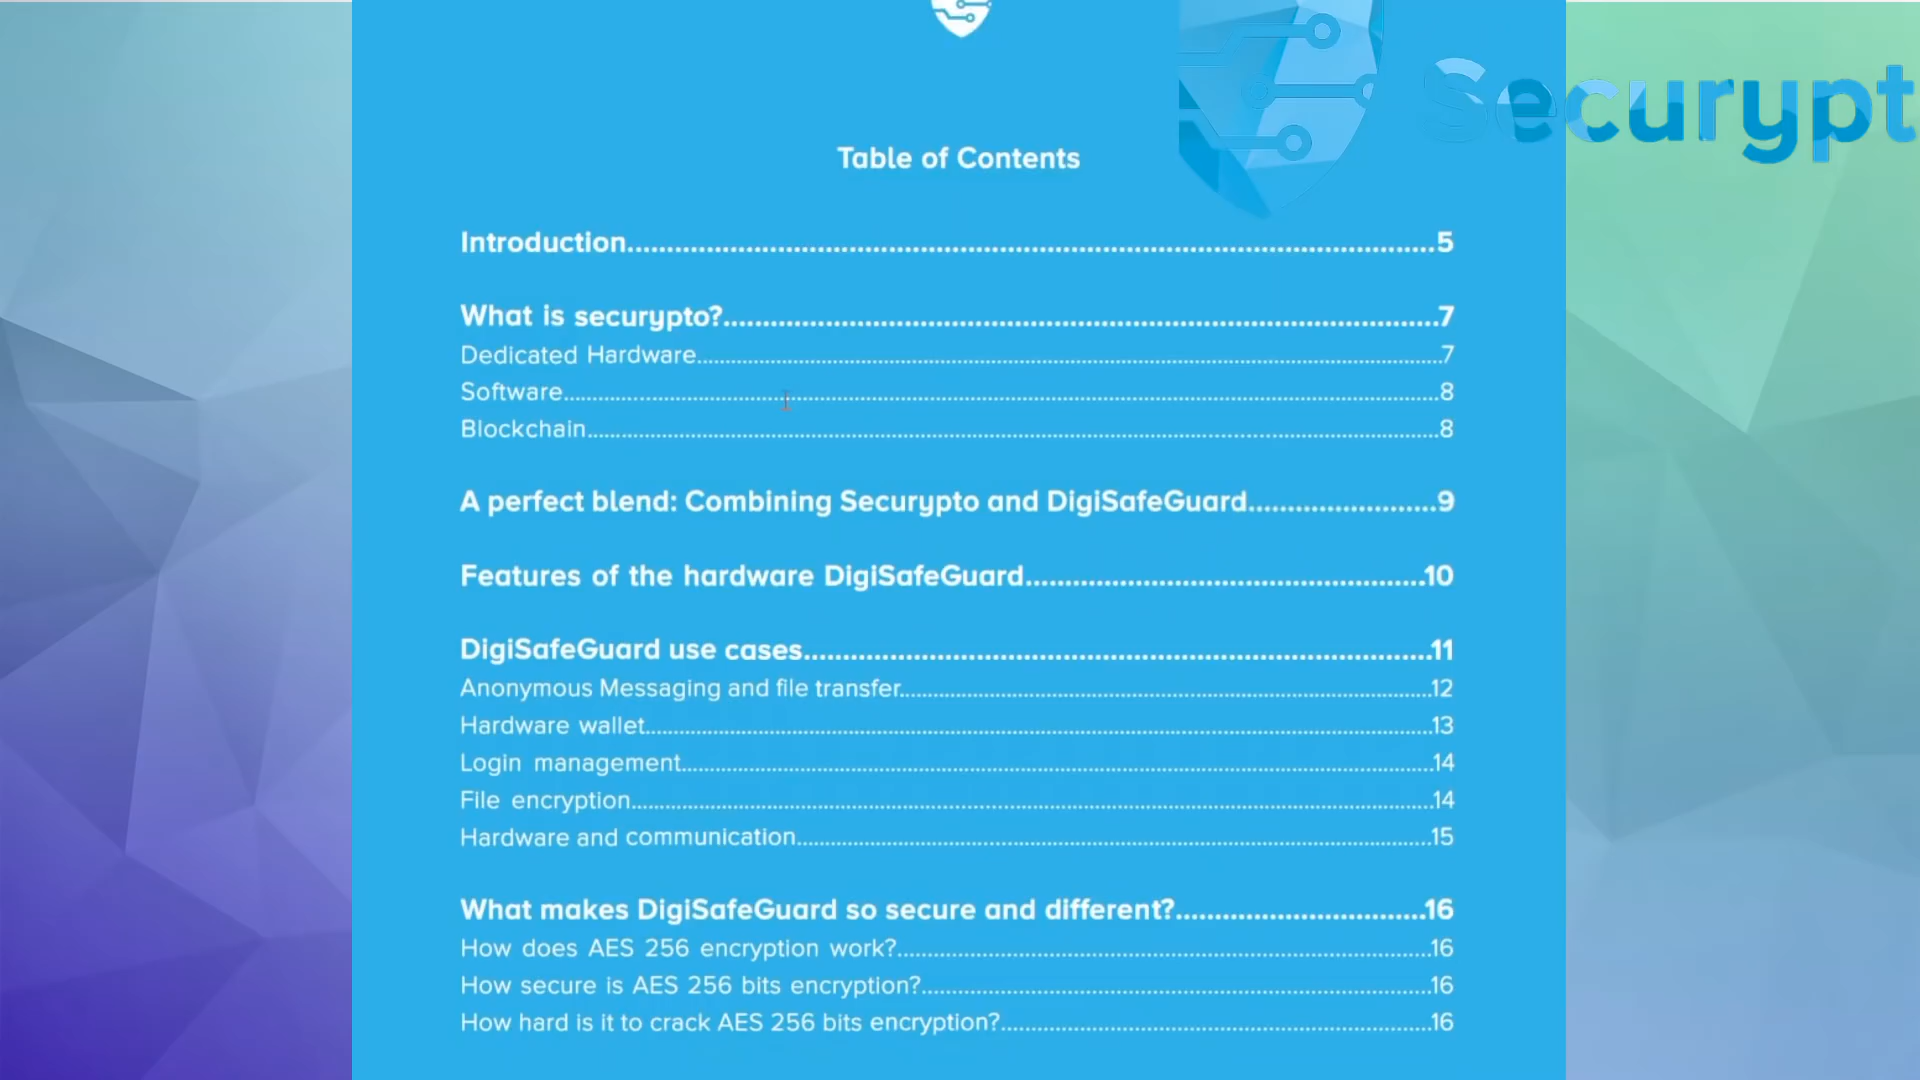 Securypt
Table of Contents
Introduction....................5
What is securypto?....................7
Dedicated Hardware....................7
Software....................8
Blockchain....................8
A perfect blend: Combining Securypto and DigiSafeGuard....................9
Features of the hardware DigiSafeGuard....................10
DigiSafeGuard use cases....................11
Anonymous Messaging and file transfer....................12
Hardware wallet....................13
Login management....................14
File encryption....................14
Hardware and communication....................15
What makes DigiSafeGuard so secure and different?....................16
How does AES 256 encryption work?....................16
How secure is AES 256 bits encryption?....................16
How hard is it to crack AES 256 bits encryption?....................16